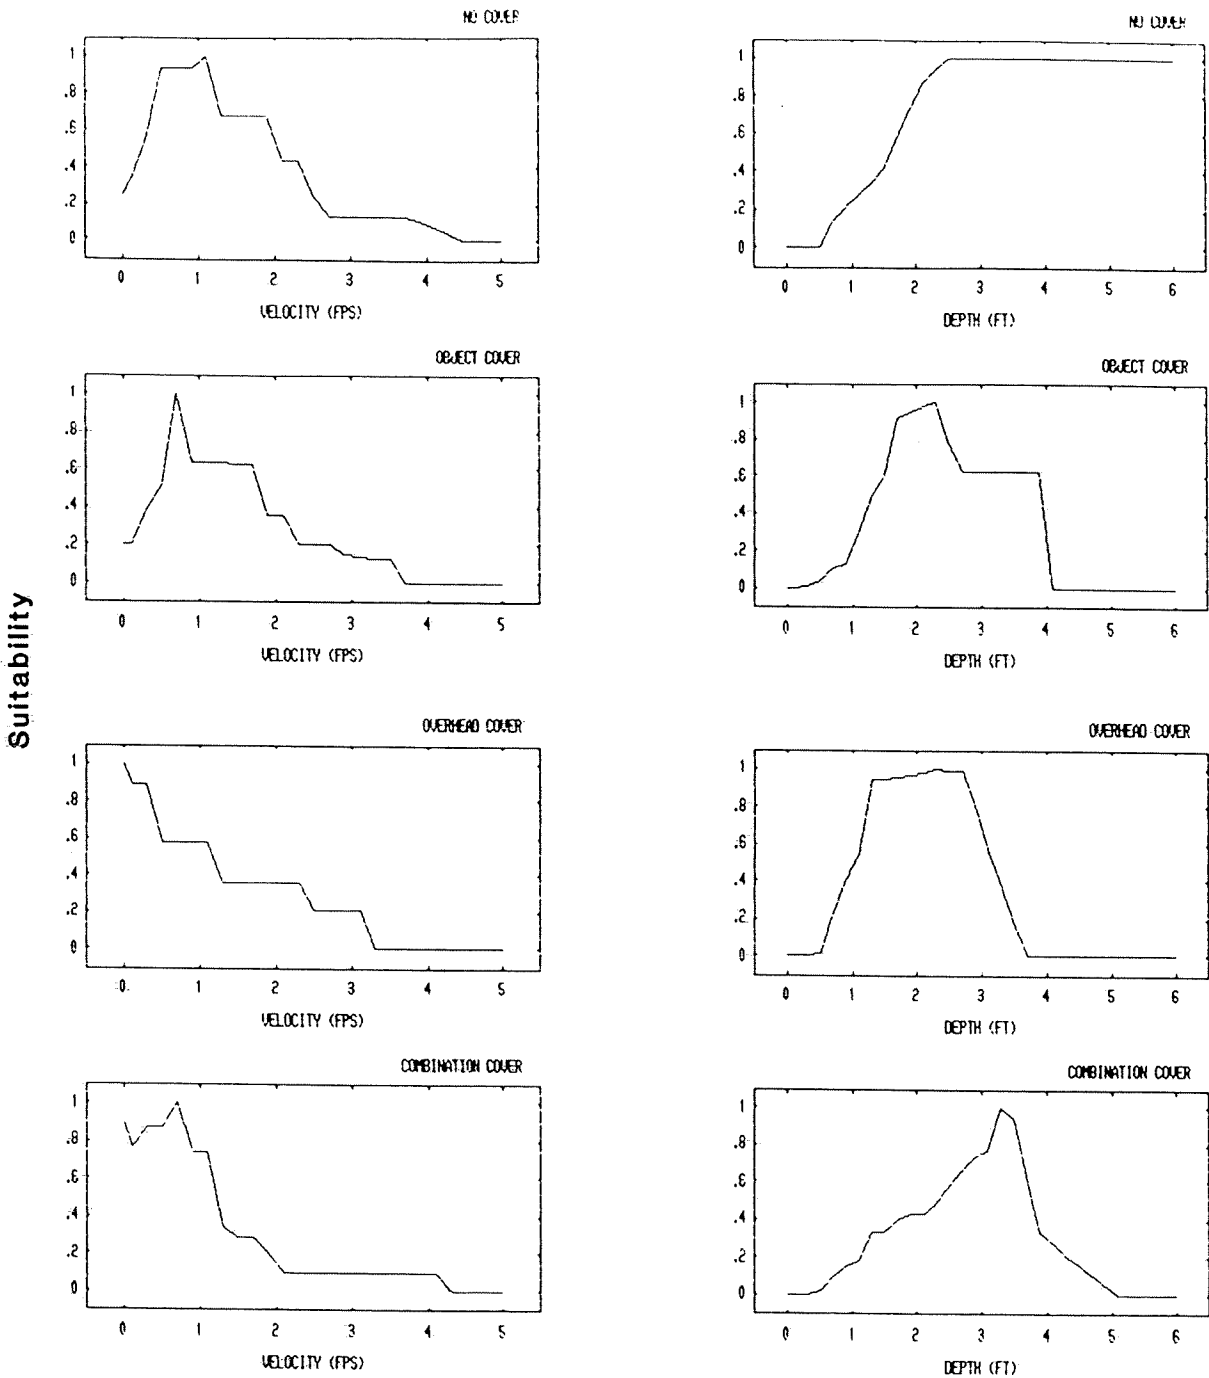 Suitability
NO COVER
1
.8
.6
.4
.2
0
0 1 2 3 4 5
VELOCITY (FPS)
NO COVER
1
.8
.6
.4
.2
0
0 1 2 3 4 5 6
DEPTH (FT)
OBJECT COVER
1
.8
.6
.4
.2
0
0 1 2 3 4 5
VELOCITY (FPS)
OBJECT COVER
1
.8
.6
.4
.2
0
0 1 2 3 4 5 6
DEPTH (FT)
OVERHEAD COVER
1
.8
.6
.4
.2
0
0 1 2 3 4 5
VELOCITY (FPS)
OVERHEAD COVER
1
.8
.6
.4
.2
0
0 1 2 3 4 5 6
DEPTH (FT)
COMBINATION COVER
1
.8
.6
.4
.2
0
0 1 2 3 4 5
VELOCITY (FPS)
COMBINATION COVER
1
.8
.6
.4
.2
0
0 1 2 3 4 5 6
DEPTH (FT)